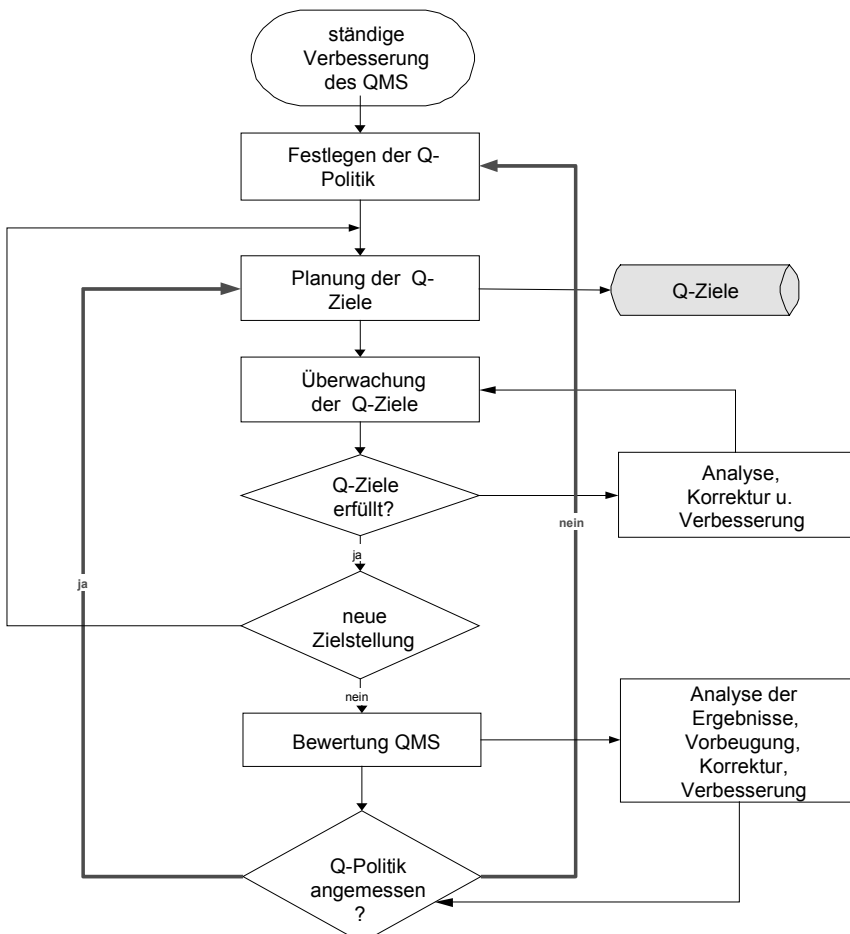 ständige
Verbesserung
des QMS
Festlegen der Q-
Politik
Planung der Q-
Ziele
Q-Ziele
Überwachung
der Q-Ziele
Q-Ziele
erfüllt?
Analyse,
Korrektur u.
Verbesserung
nein
ja
ja
neue
Zielstellung
nein
Bewertung QMS
Analyse der
Ergebnisse,
Vorbeugung,
Korrektur,
Verbesserung
Q-Politik
angemessen
?